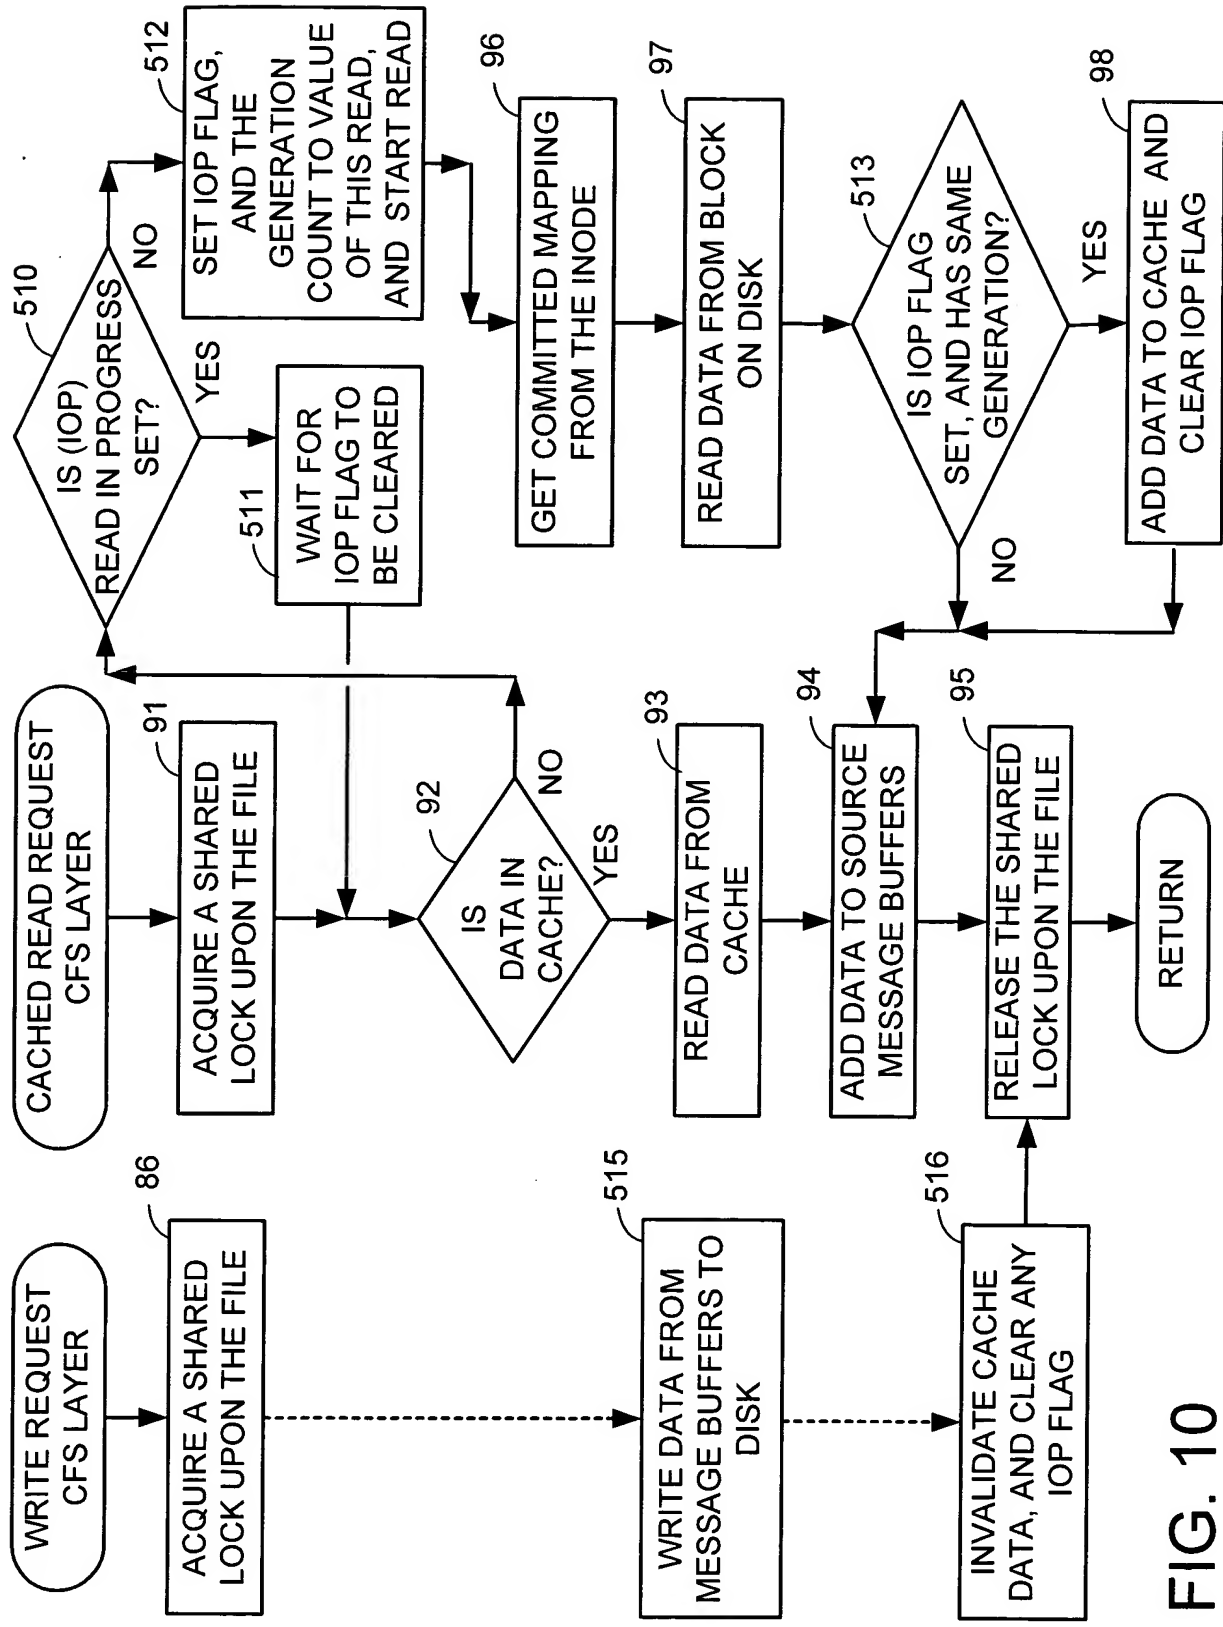 WRITE REQUEST
CFS LAYER
86
ACQUIRE A SHARED
LOCK UPON THE FILE
515
WRITE DATA FROM
MESSAGE BUFFERS TO
DISK
516
INVALIDATE CACHE
DATA, AND CLEAR ANY
IOP FLAG
CACHED READ REQUEST
CFS LAYER
91
ACQUIRE A SHARED
LOCK UPON THE FILE
92
IS
DATA IN
CACHE?
NO
YES
93
READ DATA FROM
CACHE
94
ADD DATA TO SOURCE
MESSAGE BUFFERS
95
RELEASE THE SHARED
LOCK UPON THE FILE
RETURN
510
IS (IOP)
READ IN PROGRESS
SET?
NO
YES
511
WAIT FOR
IOP FLAG TO
BE CLEARED
512
SET IOP FLAG,
AND THE
GENERATION
COUNT TO VALUE
OF THIS READ,
AND START READ
96
GET COMMITTED MAPPING
FROM THE INODE
97
READ DATA FROM BLOCK
ON DISK
513
IS IOP FLAG
SET, AND HAS SAME
GENERATION?
NO
YES
98
ADD DATA TO CACHE AND
CLEAR IOP FLAG
FIG. 10